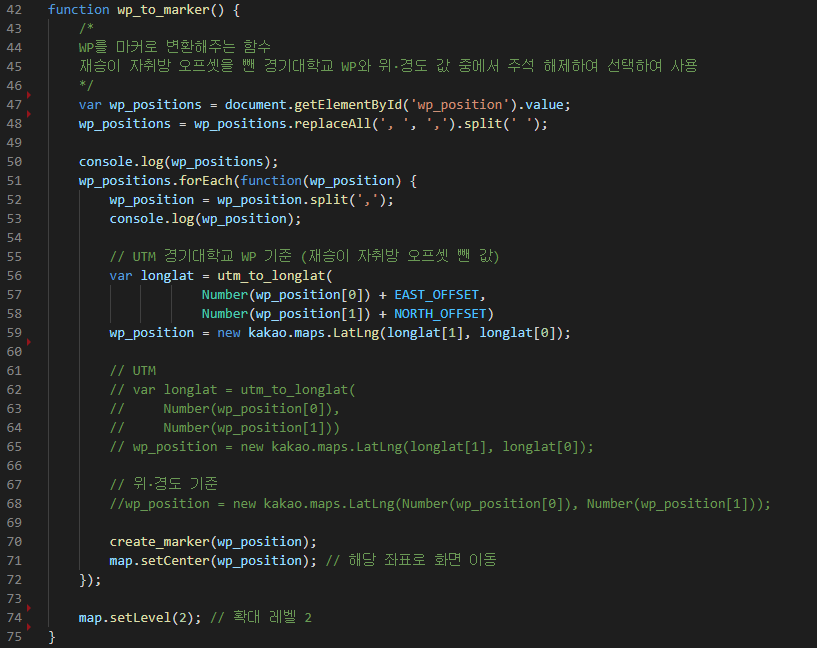 42 function wp_to_marker() {
43 /*
44 WP를 마커로 변환해주는 함수
45 재승이 자취방 오프셋을 뺀 경기대학교 WP와 위·경도 값 중에서 주석 해제하여 선택하여 사용
46 */
47 var wp_positions = document.getElementById('wp_position').value;
48 wp_positions = wp_positions.replaceAll(', ', ',').split(' ');
49
50 console.log(wp_positions);
51 wp_positions.forEach(function(wp_position) {
52 wp_position = wp_position.split(',');
53 console.log(wp_position);
54
55 // UTM 경기대학교 WP 기준 (재승이 자취방 오프셋 뺀 값)
56 var longlat = utm_to_longlat(
57 Number(wp_position[0]) + EAST_OFFSET,
58 Number(wp_position[1]) + NORTH_OFFSET)
59 wp_position = new kakao.maps.LatLng(longlat[1], longlat[0]);
60
61 // UTM
62 // var longlat = utm_to_longlat(
63 // Number(wp_position[0]),
64 // Number(wp_position[1]))
65 // wp_position = new kakao.maps.LatLng(longlat[1], longlat[0]);
66
67 // 위·경도 기준
68 //wp_position = new kakao.maps.LatLng(Number(wp_position[0]), Number(wp_position[1]));
69
70 create_marker(wp_position);
71 map.setCenter(wp_position); // 해당 좌표로 화면 이동
72 });
73
74 map.setLevel(2); // 확대 레벨 2
75 }